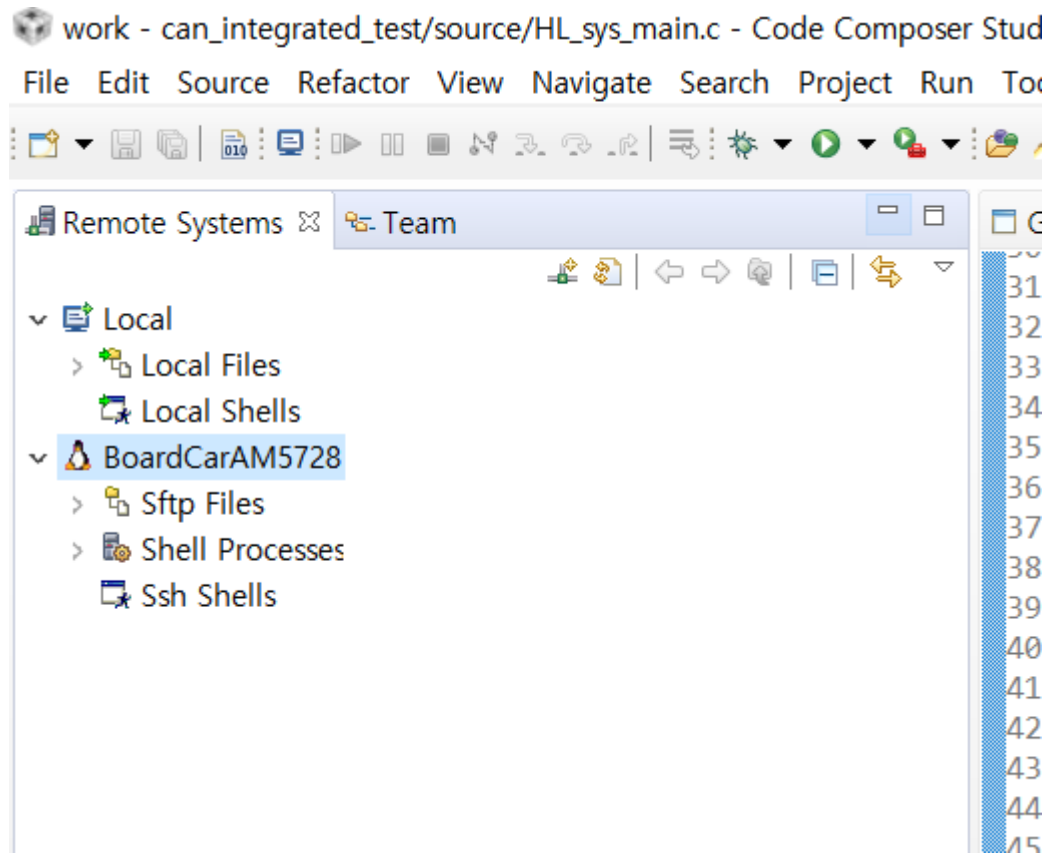 work - can_integrated_test/source/HL_sys_main.c - Code Composer Stud
File Edit Source Refactor View Navigate Search Project Run Too
010
Remote Systems Team G
Local
Local Files
Local Shells
BoardCarAM5728
Sftp Files
Shell Processes
Ssh Shells
31
32
33
34
35
36
37
38
39
40
41
42
43
44
45